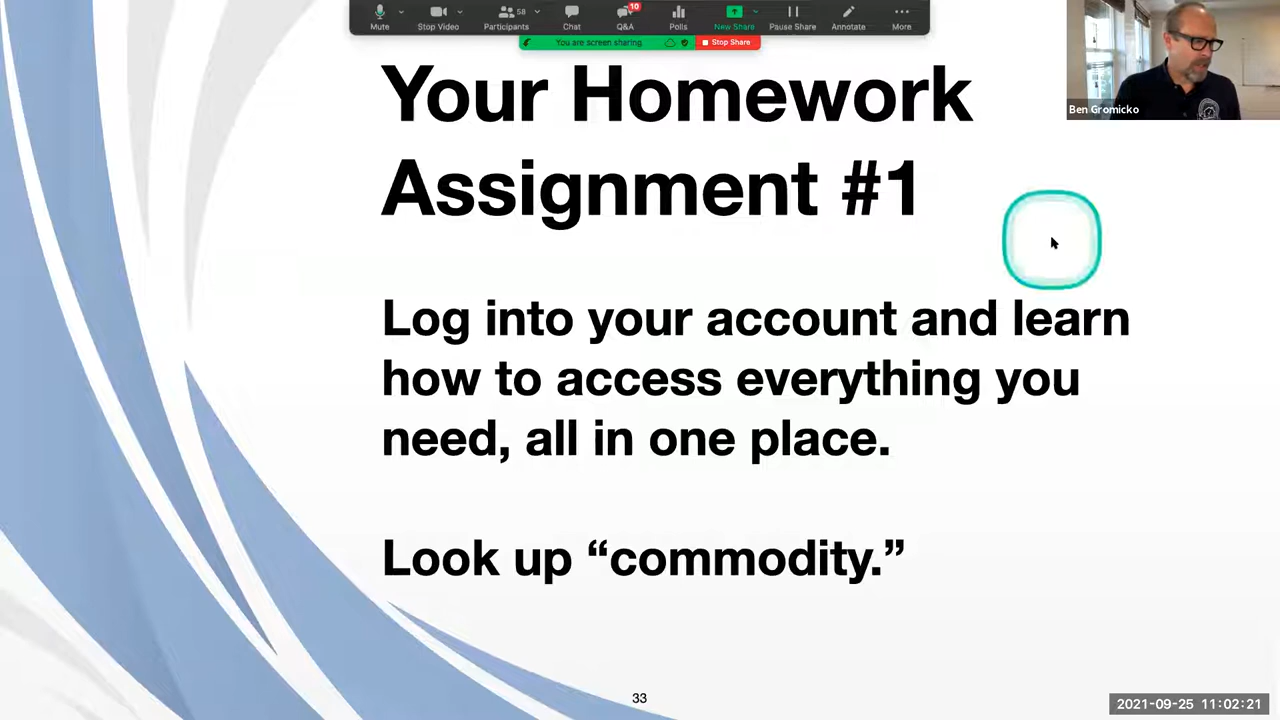 Mute
Stop Video
58
Participants
Chat
10
Q&A
Polls
New Share
Pause Share
Annotate
More
You are screen sharing
Stop Share
Ben Gromicko
Your Homework
Assignment #1
Log into your account and learn
how to access everything you
need, all in one place.
Look up “commodity.”
33
2021-09-25 11:02:21